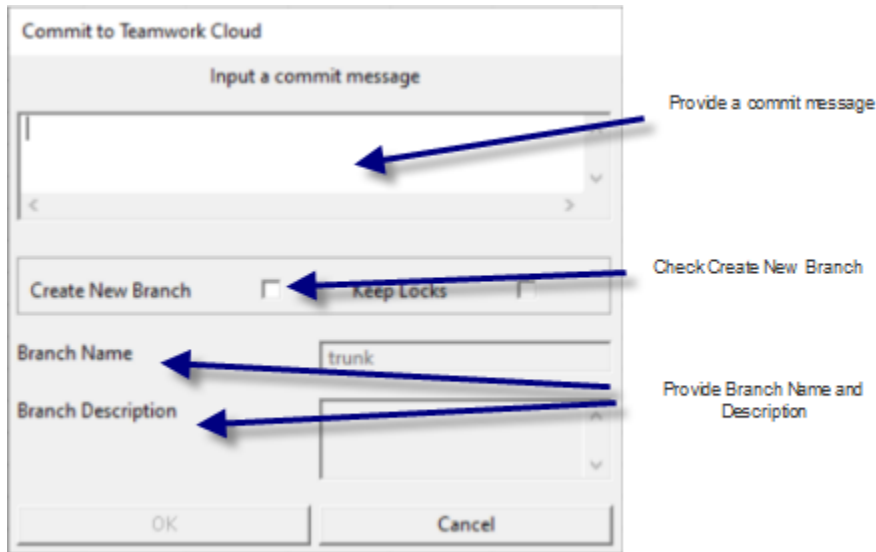 Commit to Teamwork Cloud
Input a commit message
Provide a commit message
Create New Branch
Keep Locks
Check Create New Branch
Branch Name
trunk
Branch Description
Provide Branch Name and
Description
OK
Cancel